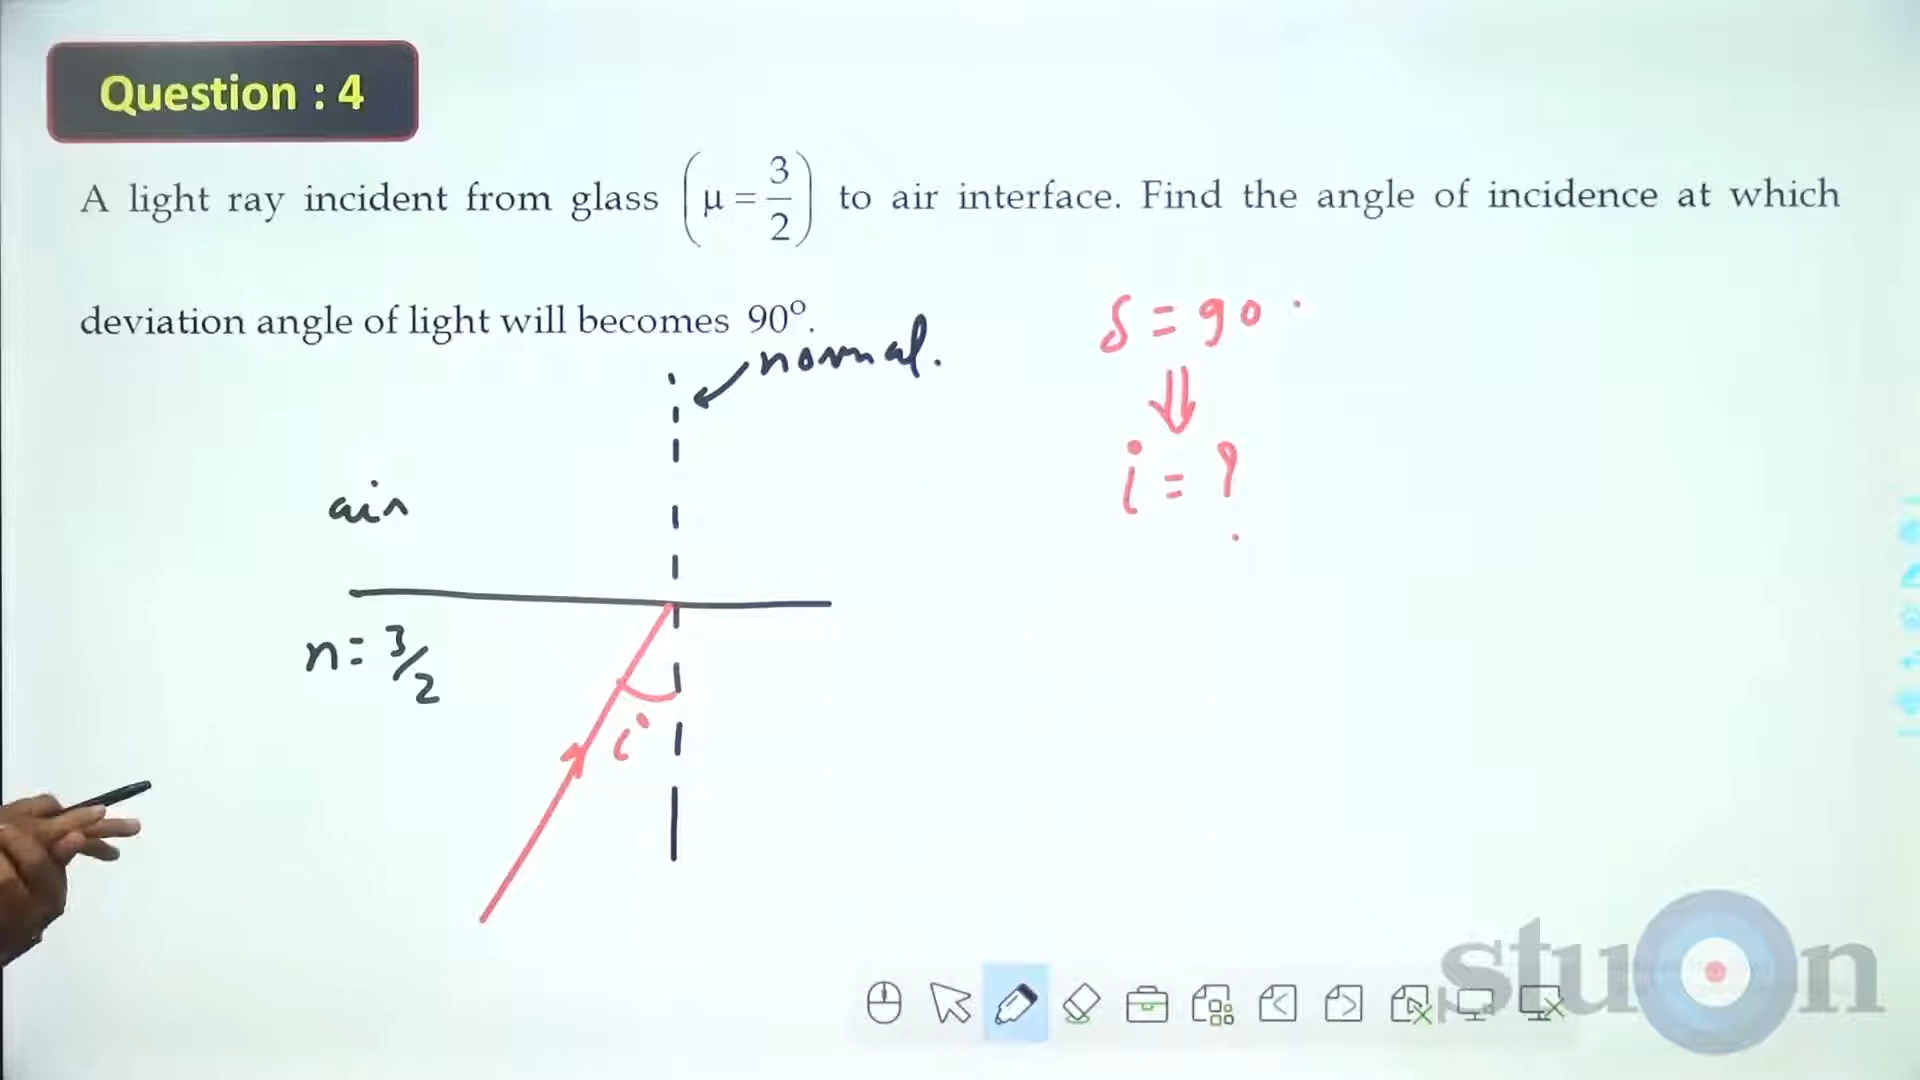 Question : 4
A light ray incident from glass (μ = 3/2) to air interface. Find the angle of incidence at which
deviation angle of light will becomes 90°.
normal.
δ = 90°
⇓
i = ?
air
n = 3/2
i
stuon